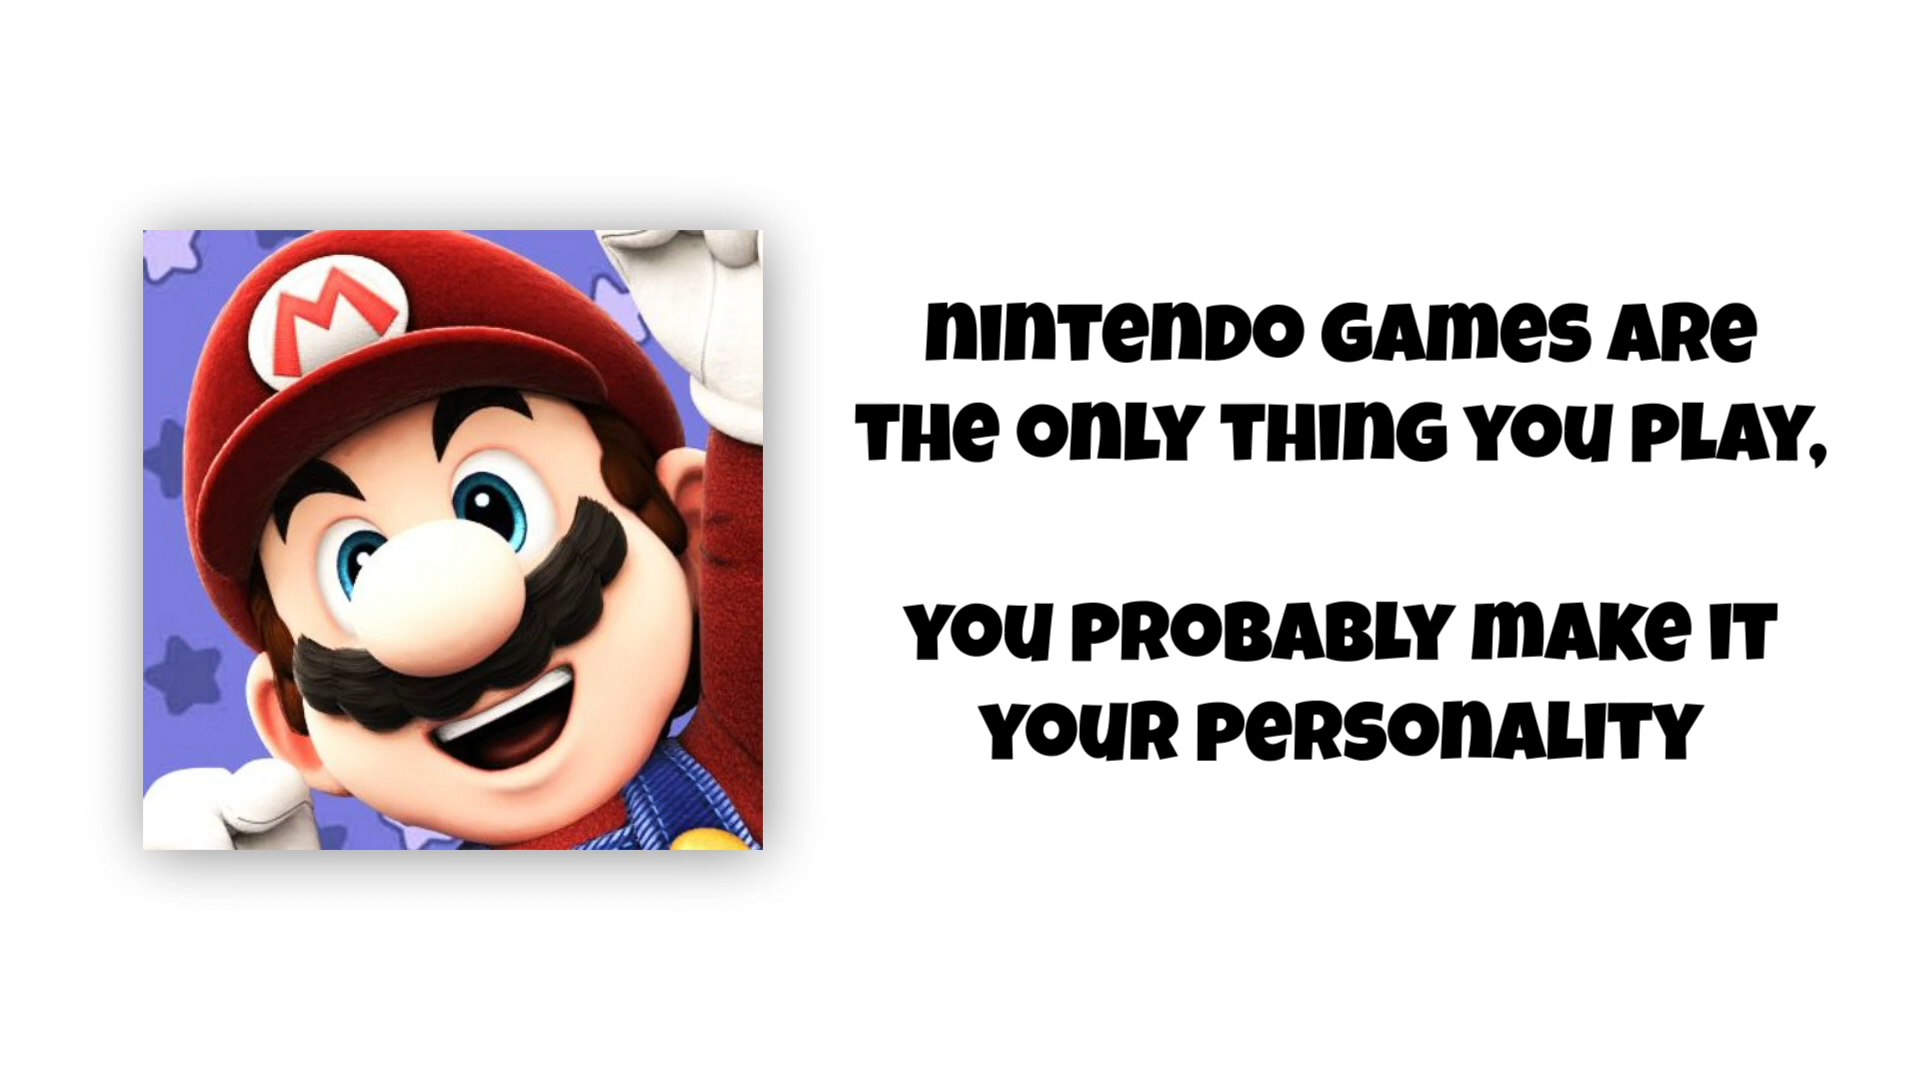 M
NINTENDO GAMES ARE
THE ONLY THING YOU PLAY,
YOU PROBABLY MAKE IT
YOUR PERSONALITY